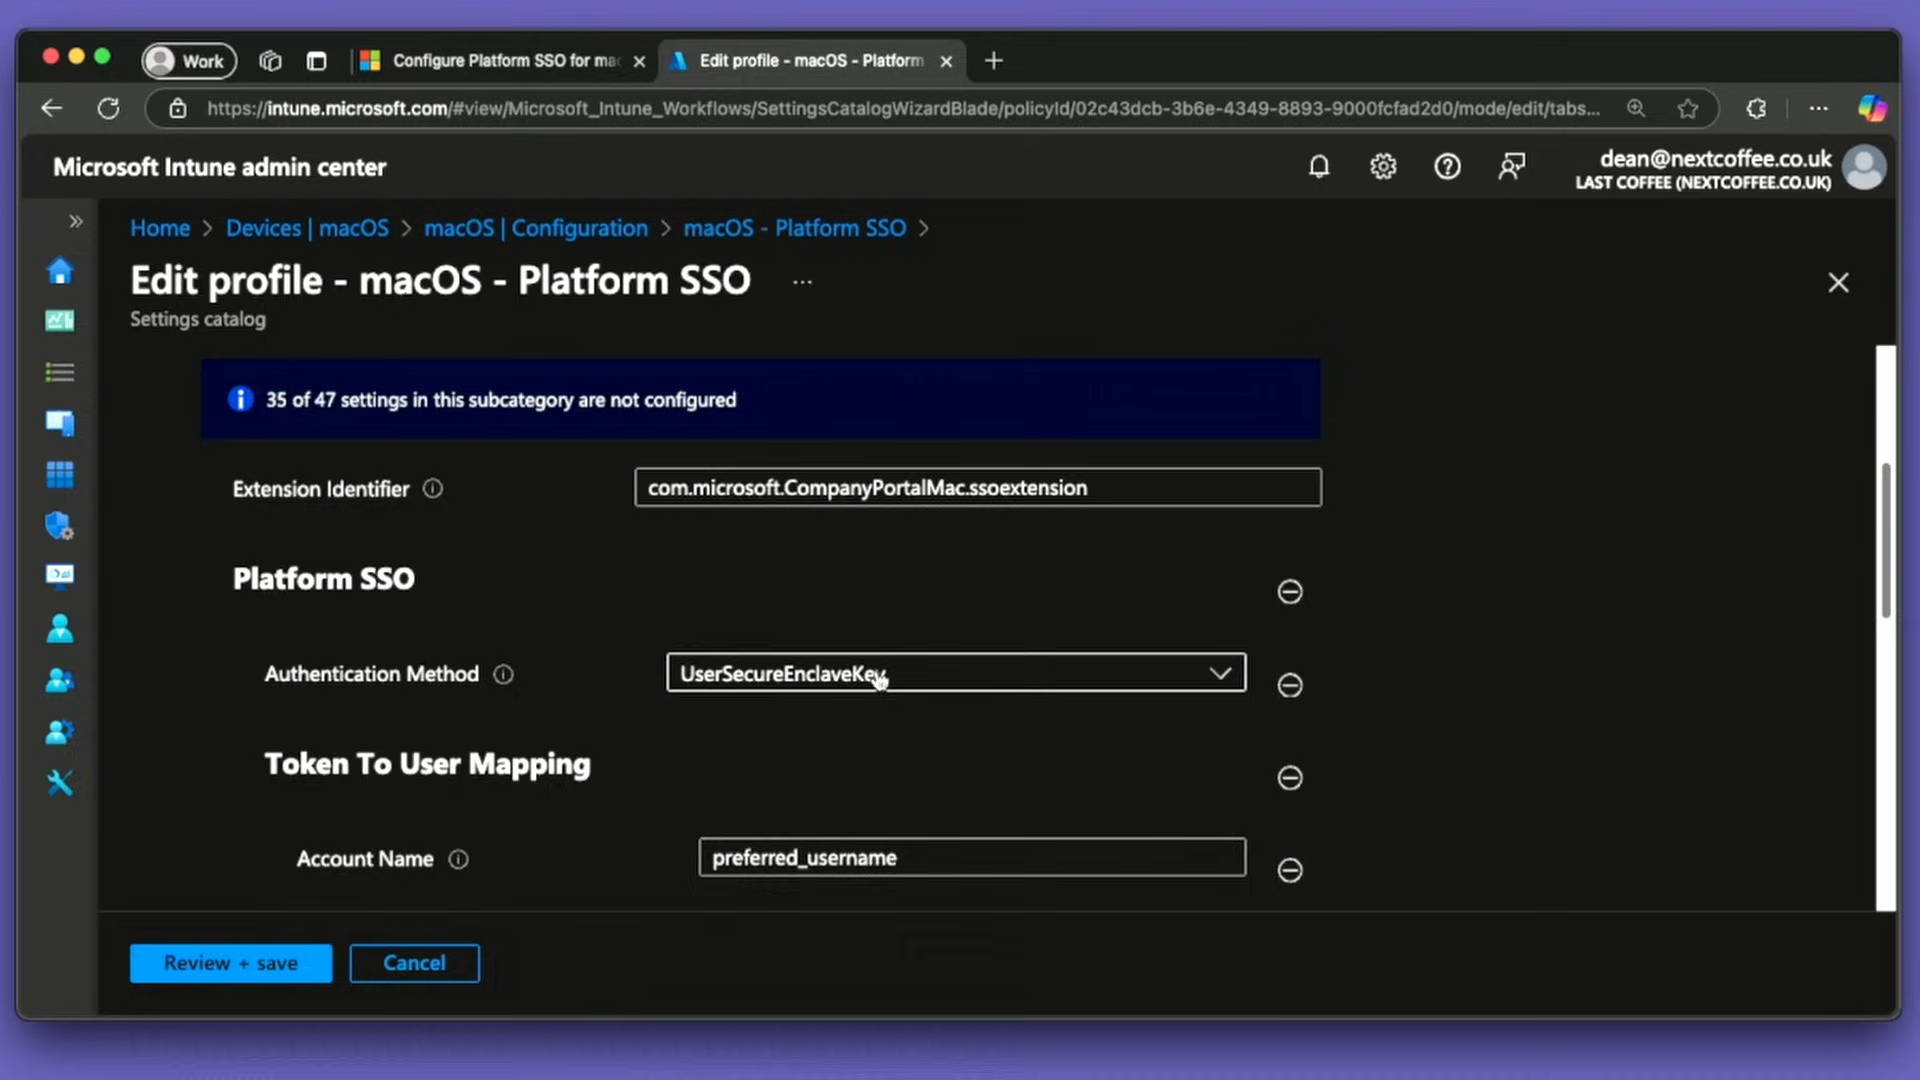 Work
Configure Platform SSO for mac
Edit profile - macOS - Platform
https://intune.microsoft.com/#view/Microsoft_Intune_Workflows/SettingsCatalogWizardBlade/policyId/02c43dcb-3b6e-4349-8893-9000fcfad2d0/mode/edit/tabs...
Microsoft Intune admin center
dean@nextcoffee.co.uk
LAST COFFEE (NEXTCOFFEE.CO.UK)
Home > Devices | macOS > macOS | Configuration > macOS - Platform SSO >
Edit profile - macOS - Platform SSO ...
Settings catalog
35 of 47 settings in this subcategory are not configured
Extension Identifier
com.microsoft.CompanyPortalMac.ssoextension
Platform SSO
Authentication Method
UserSecureEnclaveKey
Token To User Mapping
Account Name
preferred_username
Review + save
Cancel